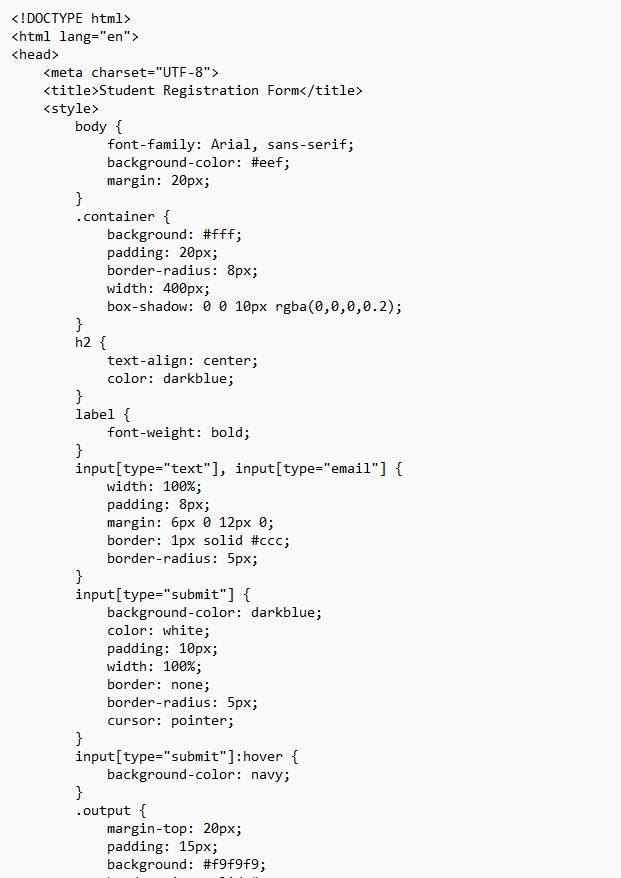 <!DOCTYPE html>
<html lang="en">
<head>
    <meta charset="UTF-8">
    <title>Student Registration Form</title>
    <style>
        body {
            font-family: Arial, sans-serif;
            background-color: #eef;
            margin: 20px;
        }
        .container {
            background: #fff;
            padding: 20px;
            border-radius: 8px;
            width: 400px;
            box-shadow: 0 0 10px rgba(0,0,0,0.2);
        }
        h2 {
            text-align: center;
            color: darkblue;
        }
        label {
            font-weight: bold;
        }
        input[type="text"], input[type="email"] {
            width: 100%;
            padding: 8px;
            margin: 6px 0 12px 0;
            border: 1px solid #ccc;
            border-radius: 5px;
        }
        input[type="submit"] {
            background-color: darkblue;
            color: white;
            padding: 10px;
            width: 100%;
            border: none;
            border-radius: 5px;
            cursor: pointer;
        }
        input[type="submit"]:hover {
            background-color: navy;
        }
        .output {
            margin-top: 20px;
            padding: 15px;
            background: #f9f9f9;